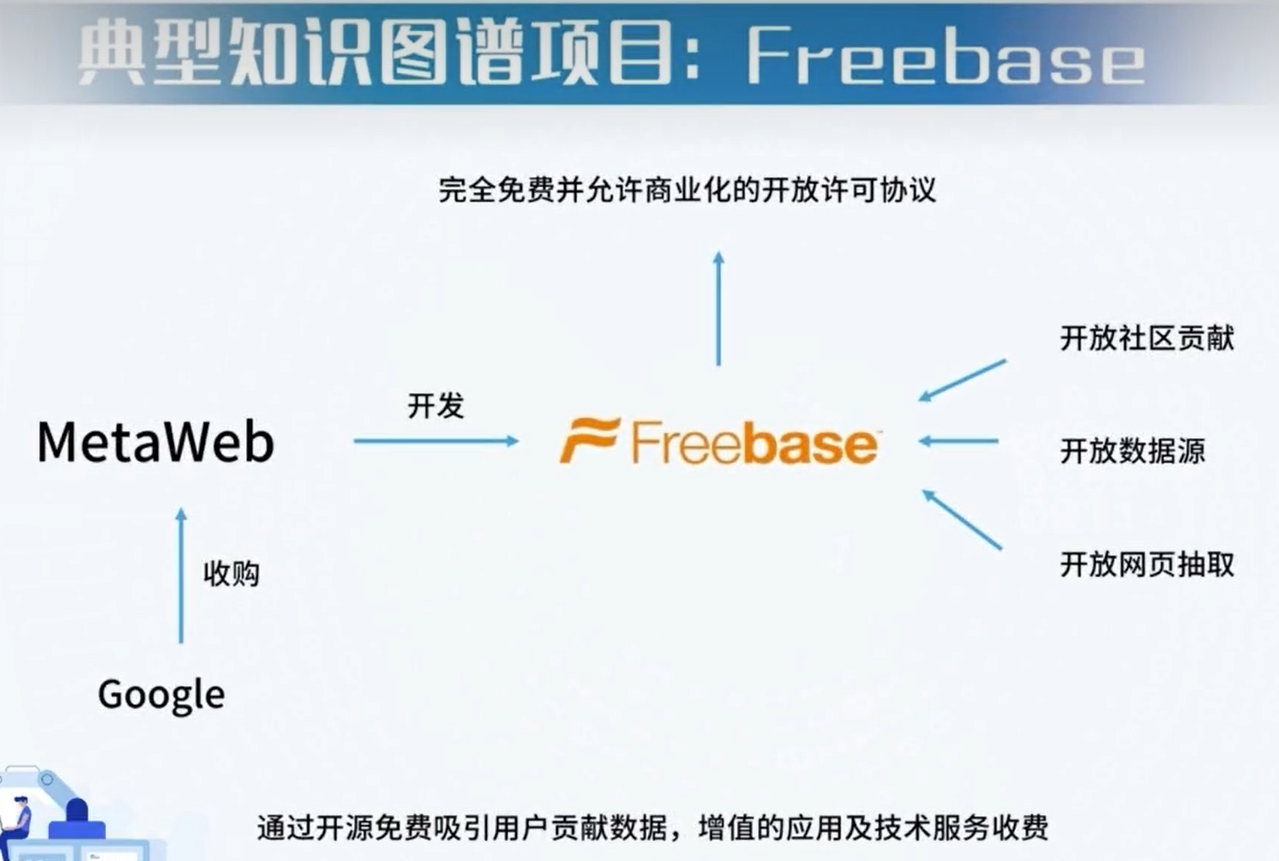 典型知识图谱项目：Freebase
完全免费并允许商业化的开放许可协议
开放社区贡献
开发
MetaWeb
Freebase
开放数据源
收购
开放网页抽取
Google
通过开源免费吸引用户贡献数据，增值的应用及技术服务收费